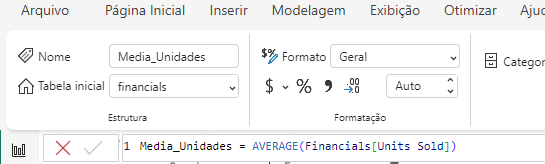 Arquivo Página Inicial Inserir Modelagem Exibição Otimizar
Nome Media_Unidades
Tabela inicial financials
Estrutura
$% Formato Geral
$ % , .00 Auto
Formatação
Categor
1 Media_Unidades = AVERAGE(Financials[Units Sold])